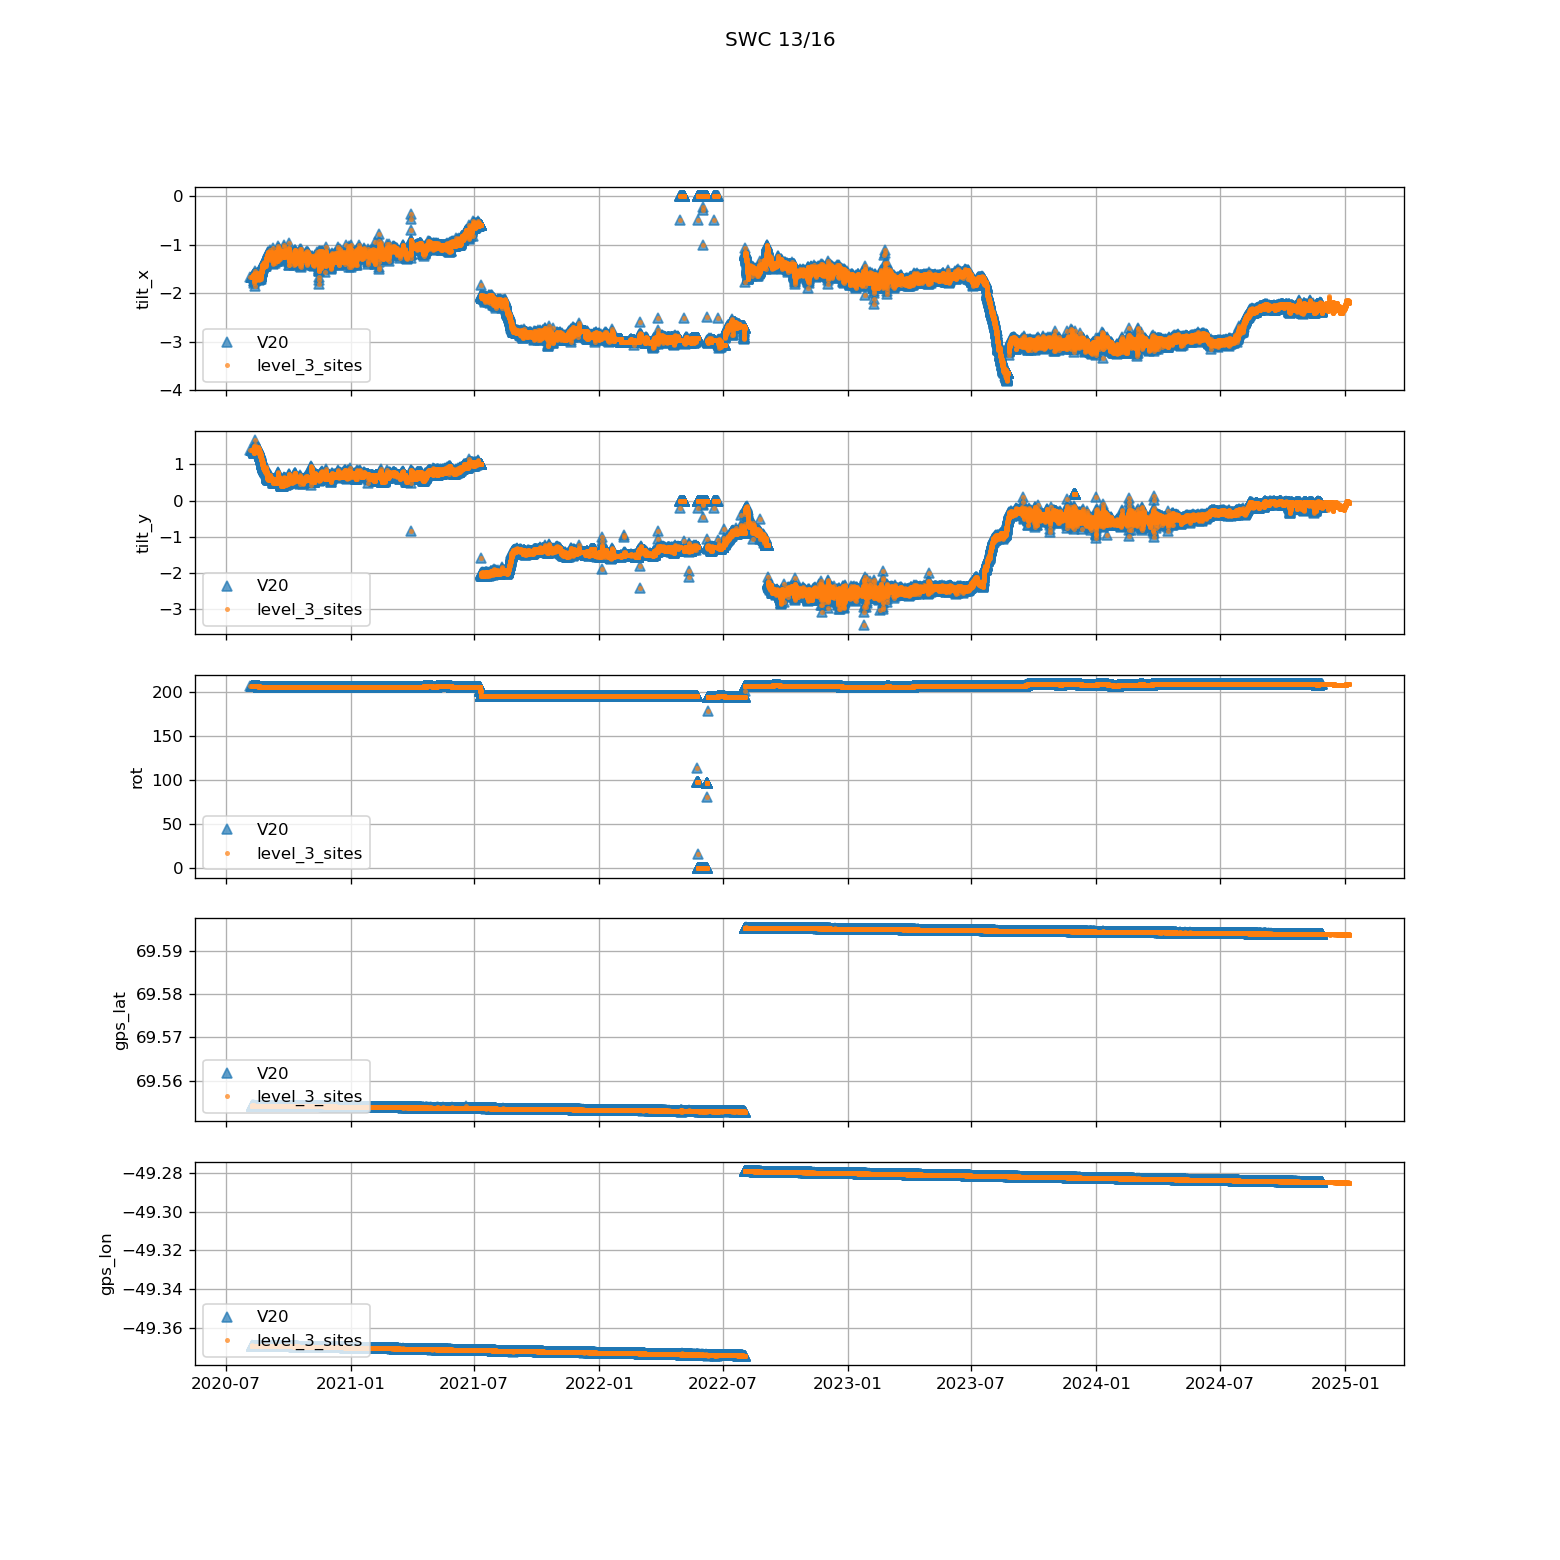 SWC 13/16
tilt_x
0
−1
−2
−3
−4
V20
level_3_sites
tilt_y
1
0
−1
−2
−3
V20
level_3_sites
rot
200
150
100
50
0
V20
level_3_sites
gps_lat
69.59
69.58
69.57
69.56
V20
level_3_sites
gps_lon
−49.28
−49.30
−49.32
−49.34
−49.36
V20
level_3_sites
2020-07 2021-01 2021-07 2022-01 2022-07 2023-01 2023-07 2024-01 2024-07 2025-01